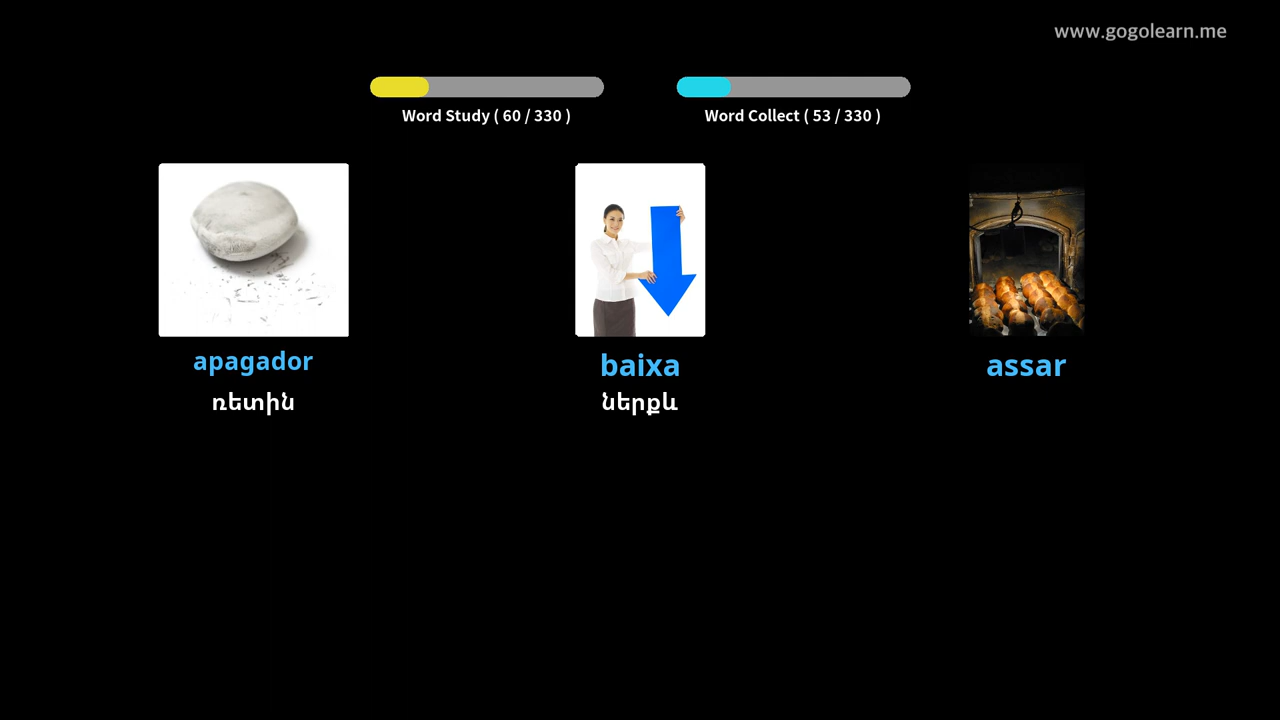 www.gogolearn.me
Word Study ( 60 / 330 )
Word Collect ( 53 / 330 )
apagador
baixa
assar
ռետին
ներքև